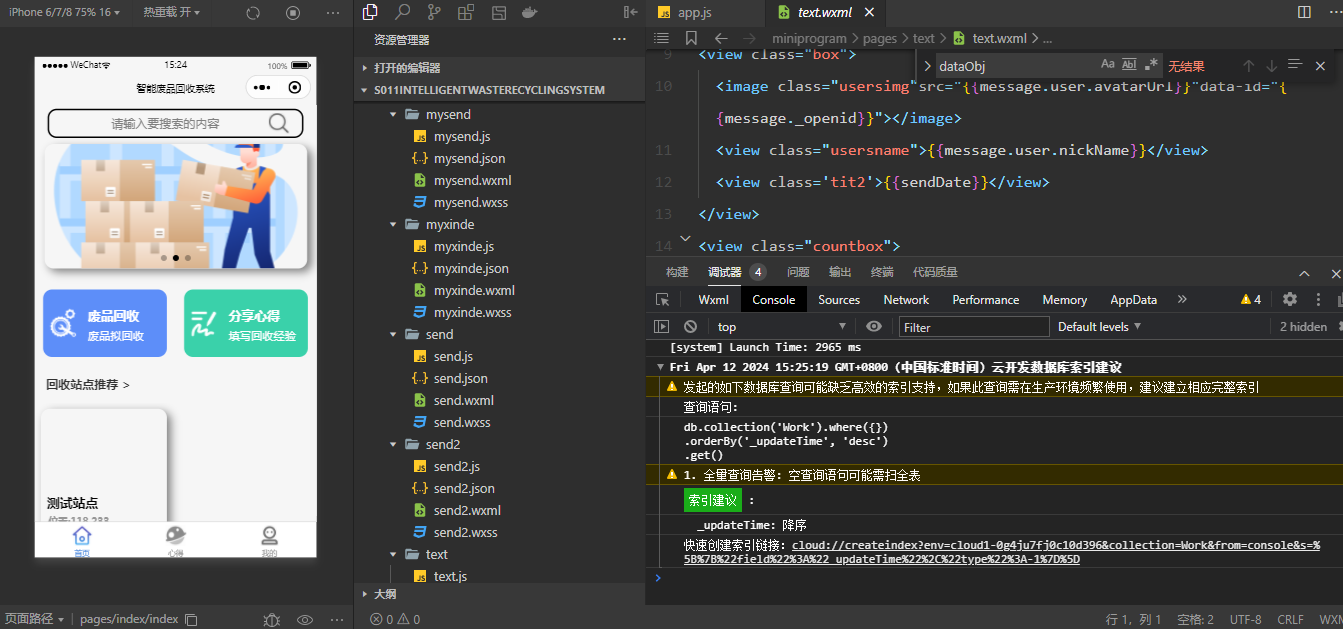 iPhone 6/7/8 75% 16
热重载 开
WeChat
15:24
100%
智能废品回收系统
请输入要搜索的内容
废品回收
废品拟回收
分享心得
填写回收经验
回收站点推荐 >
测试站点
首页
心得
我的
页面路径
pages/index/index
资源管理器
打开的编辑器
S011INTELLIGENTWASTERECYCLINGSYSTEM
mysend
mysend.js
mysend.json
mysend.wxml
mysend.wxss
myxinde
myxinde.js
myxinde.json
myxinde.wxml
myxinde.wxss
send
send.js
send.json
send.wxml
send.wxss
send2
send2.js
send2.json
send2.wxml
send2.wxss
text
text.js
大纲
0 0
app.js
text.wxml
miniprogram > pages > text > text.wxml > ...
dataObj
Aa Abl .*
无结果
9 <view class="box">
10 <image class="usersimg"src="{{message.user.avatarUrl}}"data-id="{
{message._openid}}"></image>
11 <view class="usersname">{{message.user.nickName}}</view>
12 <view class='tit2'>{{sendDate}}</view>
13 </view>
14 <view class="countbox">
构建 调试器 4 问题 输出 终端 代码质量
Wxml Console Sources Network Performance Memory AppData » 4
top
Filter
Default levels
2 hidden
[system] Launch Time: 2965 ms
Fri Apr 12 2024 15:25:19 GMT+0800 (中国标准时间) 云开发数据库索引建议
发起的如下数据库查询可能缺乏高效的索引支持，如果此查询需在生产环境频繁使用，建议建立相应完整索引
查询语句：
db.collection('Work').where({})
.orderBy('_updateTime', 'desc')
.get()
1. 全量查询告警: 空查询语句可能需扫全表
索引建议 :
_updateTime: 降序
快速创建索引链接: cloud://createindex?env=cloud1-0g4ju7fj0c10d396&collection=Work&from=console&s=%
5B%7B%22field%22%3A%22_updateTime%22%2C%22type%22%3A-1%7D%5D
行 1，列 1
空格: 2
UTF-8
CRLF